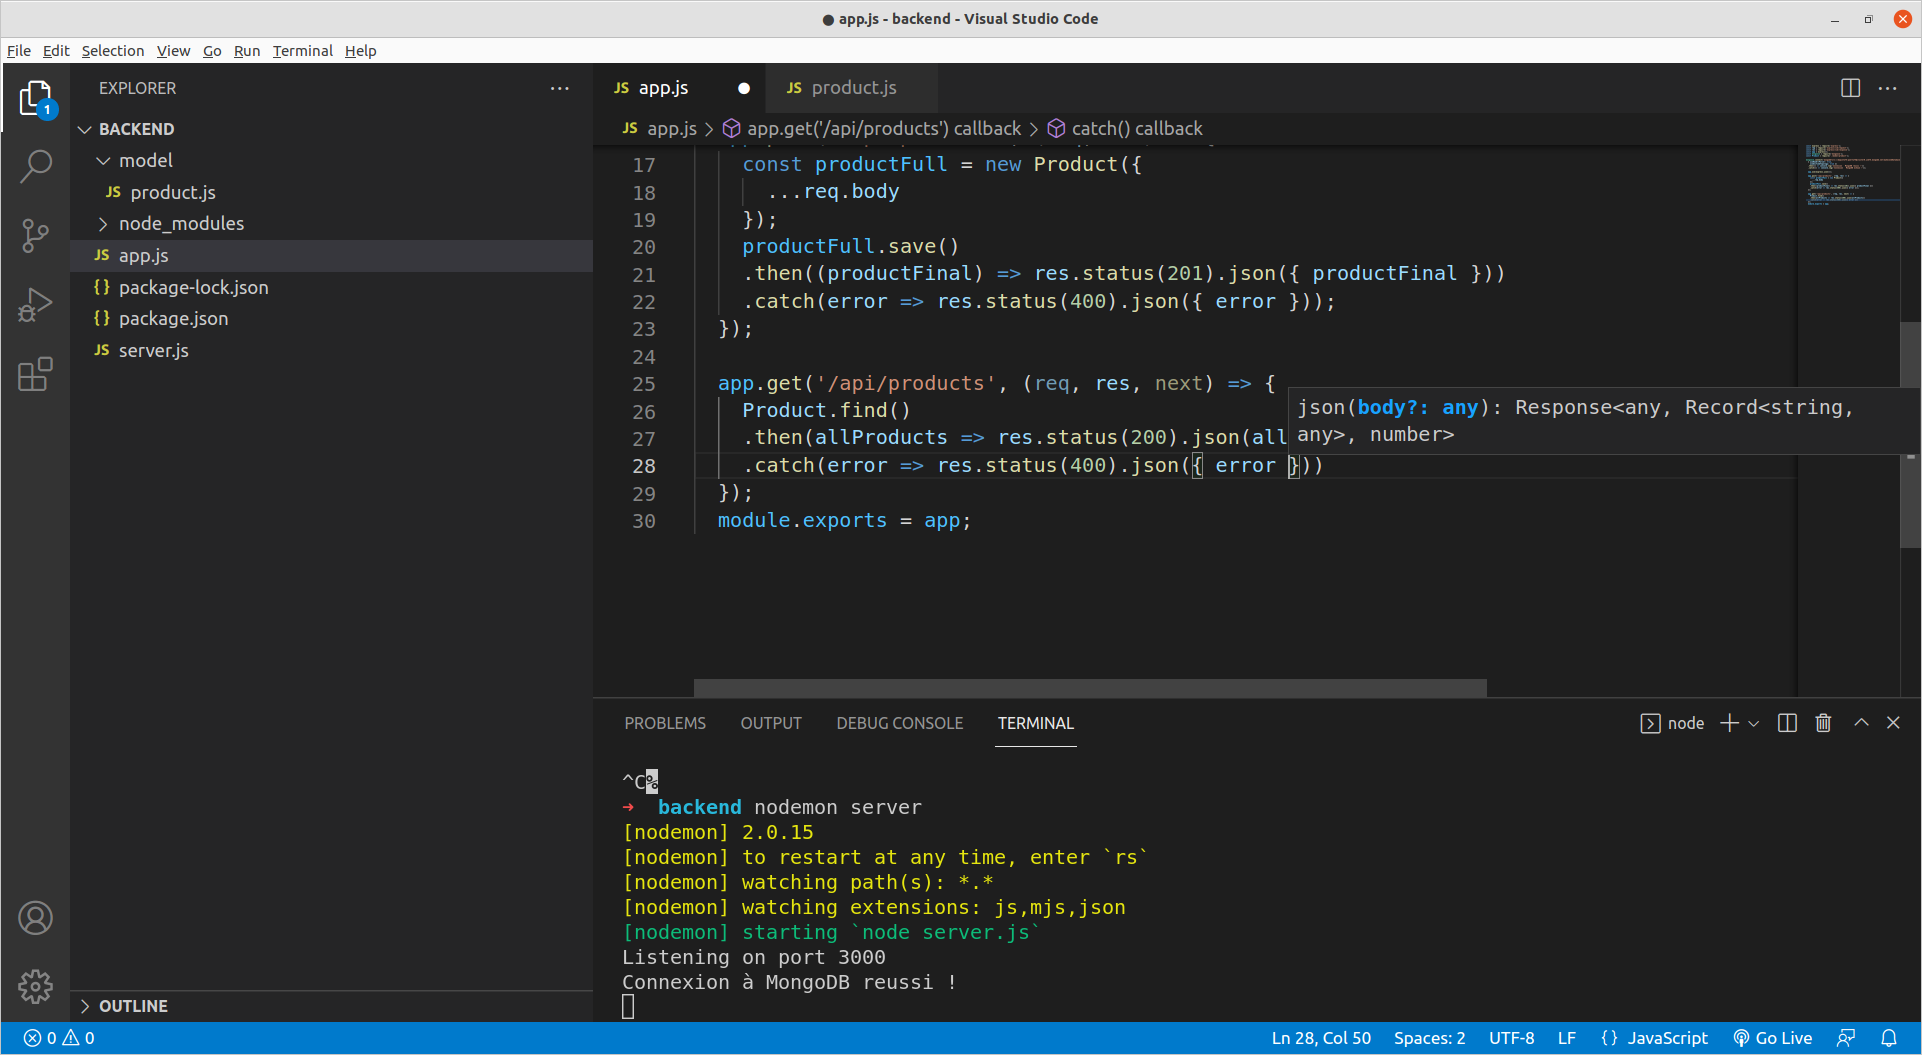 ● app.js - backend - Visual Studio Code
File Edit Selection View Go Run Terminal Help
1
EXPLORER
BACKEND
model
JS product.js
node_modules
JS app.js
{} package-lock.json
{} package.json
JS server.js
OUTLINE
JS app.js
JS product.js
JS app.js > app.get('/api/products') callback > catch() callback
17 const productFull = new Product({
18 ...req.body
19 });
20 productFull.save()
21 .then((productFinal) => res.status(201).json({ productFinal }))
22 .catch(error => res.status(400).json({ error }));
23 });
24
25 app.get('/api/products', (req, res, next) => {
26 Product.find()
27 .then(allProducts => res.status(200).json(all
28 .catch(error => res.status(400).json({ error }))
29 });
30 module.exports = app;
json(body?: any): Response<any, Record<string,
any>, number>
PROBLEMS OUTPUT DEBUG CONSOLE TERMINAL
node
^C%
➜ backend nodemon server
[nodemon] 2.0.15
[nodemon] to restart at any time, enter `rs`
[nodemon] watching path(s): *.*
[nodemon] watching extensions: js,mjs,json
[nodemon] starting `node server.js`
Listening on port 3000
Connexion à MongoDB reussi !
0 0
Ln 28, Col 50 Spaces: 2 UTF-8 LF {} JavaScript Go Live